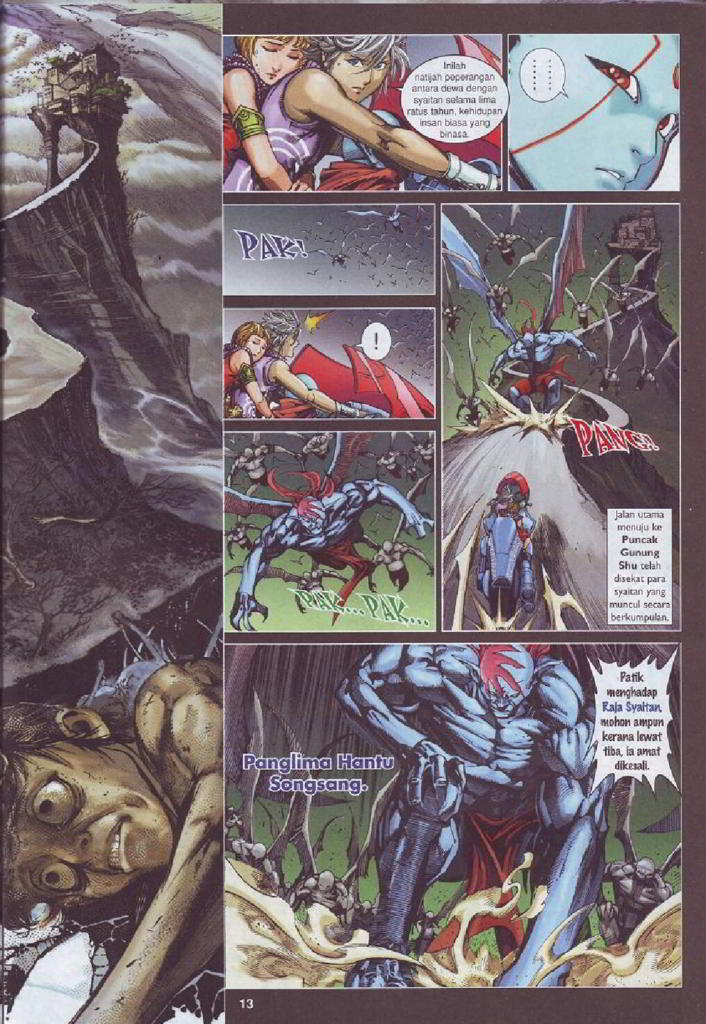 Inilah
natijah peperangan
antara dewa dengan
syaitan selama lima
ratus tahun, kehidupan
insan biasa yang
binasa.
PAK!
!
PANG!!
Jalan utama
menuju ke
Puncak
Gunung
Shu telah
disekat para
syaitan yang
muncul secara
berkumpulan.
PAK... PAK...
Patik
menghadap
Raja Syaitan,
mohon ampun
kerana lewat
tiba, ia amat
dikesali.
Panglima Hantu
Songsang.
13